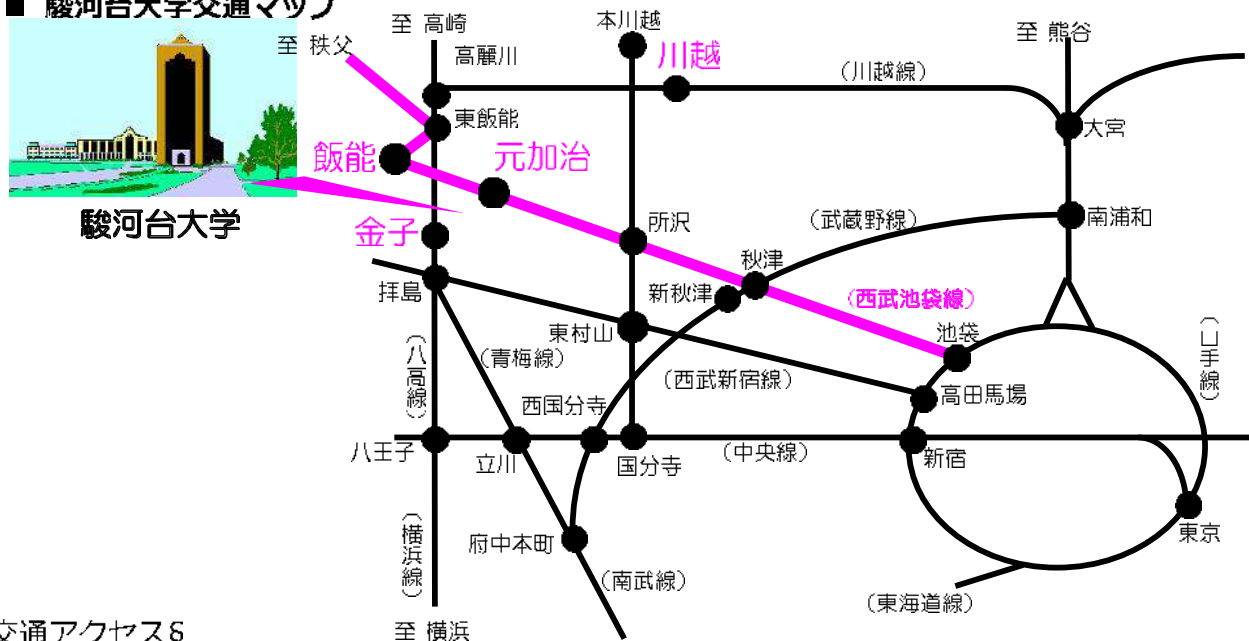 ■ 駿河台大学交通マップ
至 高崎
本川越
至 熊谷
至 秩父
高麗川
川越
(川越線)
東飯能
大宮
飯能
元加治
駿河台大学
金子
所沢
(武蔵野線)
南浦和
秋津
拝島
新秋津
(西武池袋線)
東村山
池袋
(山手線)
(八高線)
(青梅線)
(西武新宿線)
高田馬場
西国分寺
八王子
立川
国分寺
(中央線)
新宿
(横浜線)
府中本町
東京
(南武線)
(東海道線)
至 横浜
交通アクセス§